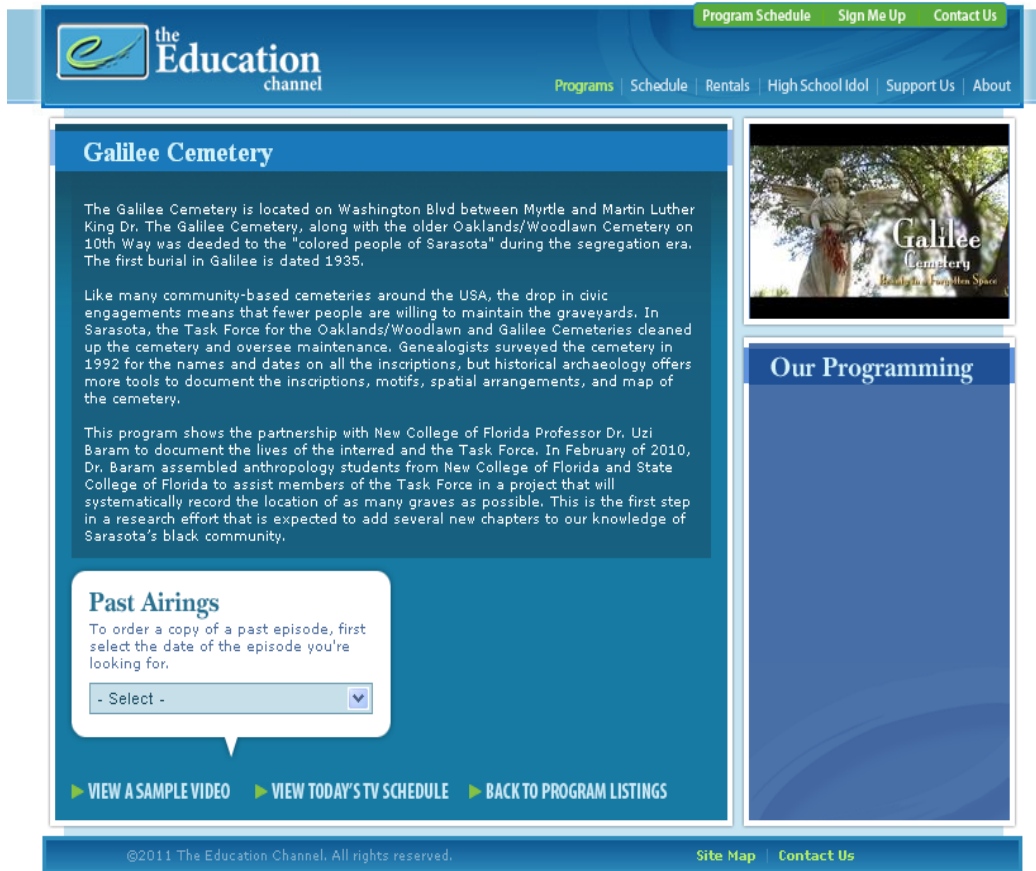 Program Schedule Sign Me Up Contact Us
the
Education
channel
Programs | Schedule | Rentals | High School Idol | Support Us | About
Galilee Cemetery
The Galilee Cemetery is located on Washington Blvd between Myrtle and Martin Luther
King Dr. The Galilee Cemetery, along with the older Oaklands/Woodlawn Cemetery on
10th Way was deeded to the "colored people of Sarasota" during the segregation era.
The first burial in Galilee is dated 1935.
Like many community-based cemeteries around the USA, the drop in civic
engagements means that fewer people are willing to maintain the graveyards. In
Sarasota, the Task Force for the Oaklands/Woodlawn and Galilee Cemeteries cleaned
up the cemetery and oversee maintenance. Genealogists surveyed the cemetery in
1992 for the names and dates on all the inscriptions, but historical archaeology offers
more tools to document the inscriptions, motifs, spatial arrangements, and map of
the cemetery.
This program shows the partnership with New College of Florida Professor Dr. Uzi
Baram to document the lives of the interred and the Task Force. In February of 2010,
Dr. Baram assembled anthropology students from New College of Florida and State
College of Florida to assist members of the Task Force in a project that will
systematically record the location of as many graves as possible. This is the first step
in a research effort that is expected to add several new chapters to our knowledge of
Sarasota's black community.
Galilee
Cemetery
Beauty in a Forgotten Space
Our Programming
Past Airings
To order a copy of a past episode, first
select the date of the episode you're
looking for.
- Select -
VIEW A SAMPLE VIDEO VIEW TODAY'S TV SCHEDULE BACK TO PROGRAM LISTINGS
©2011 The Education Channel. All rights reserved.
Site Map | Contact Us